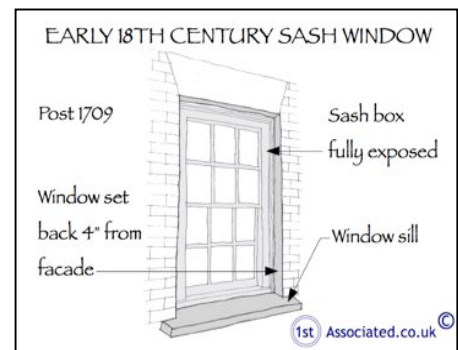 EARLY 18TH CENTURY SASH WINDOW
Post 1709
Sash box
fully exposed
Window set
back 4" from
facade
Window sill
1st Associated.co.uk ©